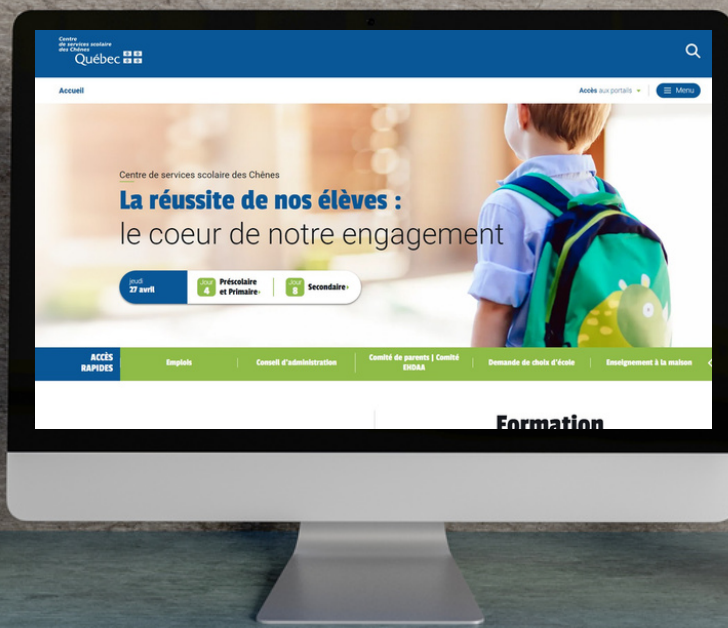 Centre
de services scolaire
des Chênes
Québec
Accueil
Accès aux portails
Menu
Centre de services scolaire des Chênes
La réussite de nos élèves :
le coeur de notre engagement
jeudi
27 avril
Jour
4
Préscolaire
et Primaire
Jour
8
Secondaire
ACCÈS
RAPIDES
Emplois
Conseil d'administration
Comité de parents | Comité
EHDAA
Demande de choix d'école
Enseignement à la maison
Formation